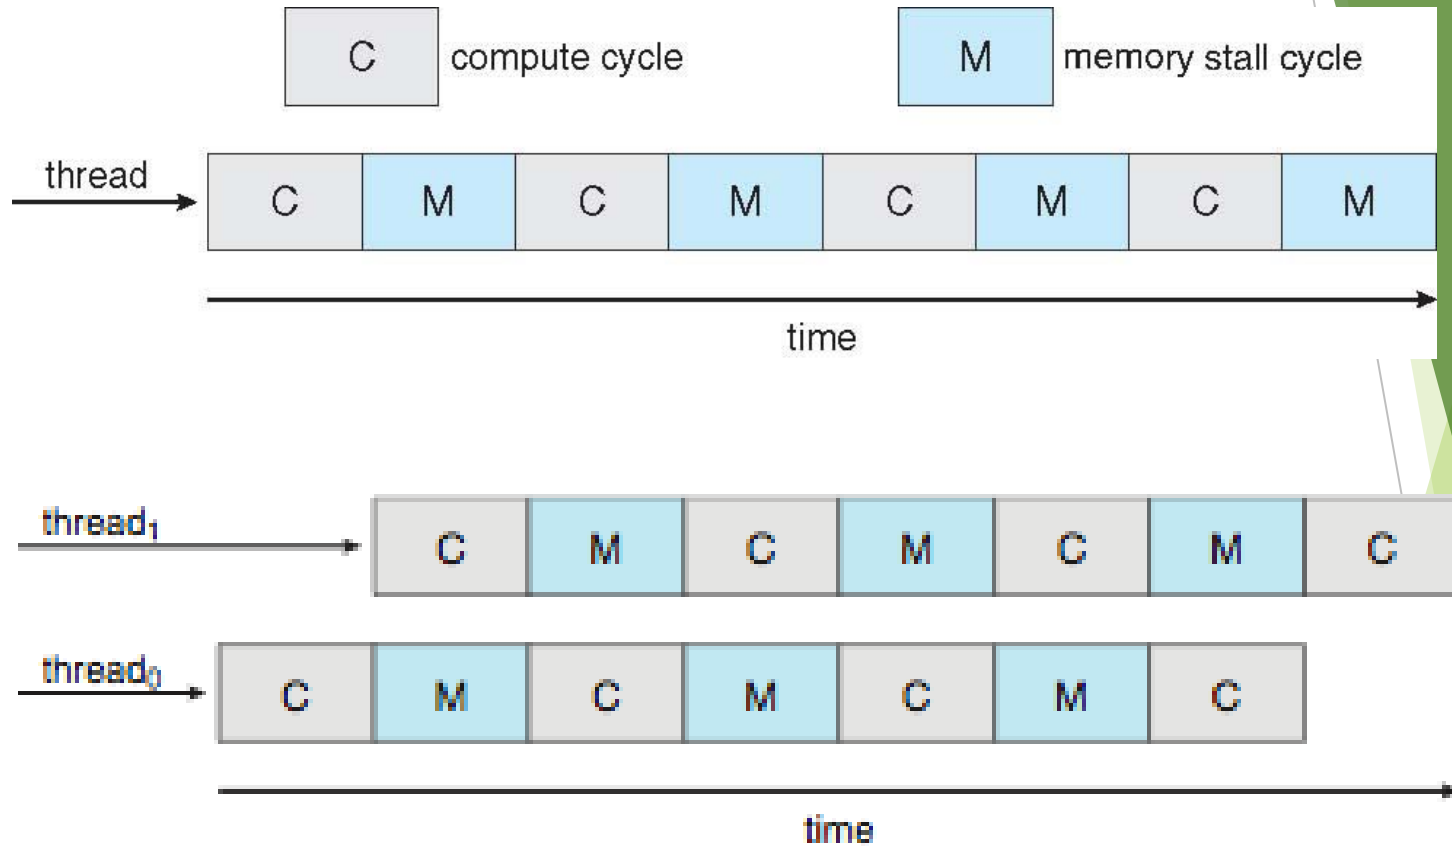 C compute cycle M memory stall cycle
thread C M C M C M C M
time
thread1 C M C M C M C
thread0 C M C M C M C
time